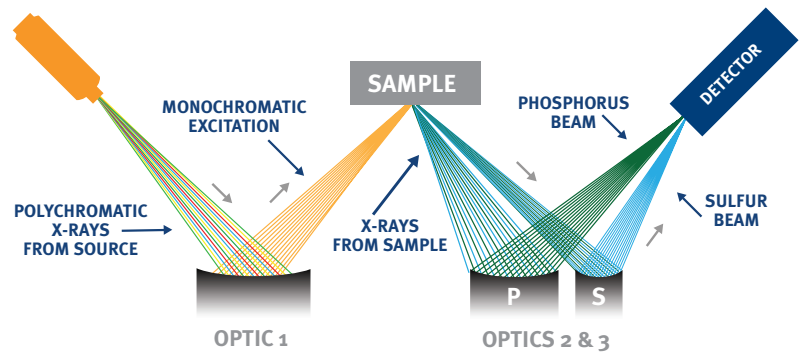 SAMPLE
DETECTOR
MONOCHROMATIC
EXCITATION
PHOSPHORUS
BEAM
POLYCHROMATIC
X-RAYS
FROM SOURCE
X-RAYS
FROM SAMPLE
SULFUR
BEAM
P
S
OPTIC 1
OPTICS 2 & 3